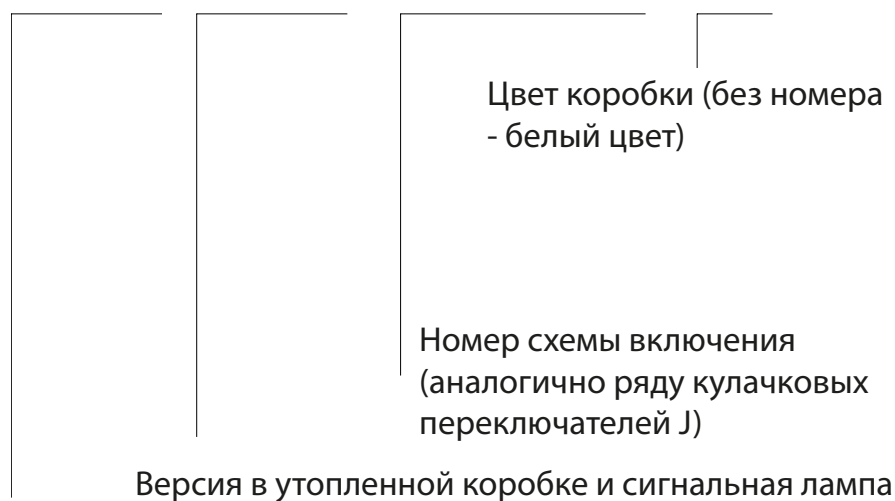 Цвет коробки (без номера
- белый цвет)
Номер схемы включения
(аналогично ряду кулачковых
переключателей J)
Версия в утопленной коробке и сигнальная лампа